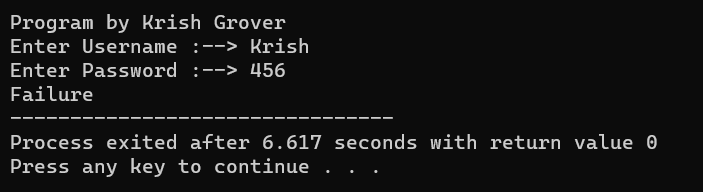 Program by Krish Grover
Enter Username :--> Krish
Enter Password :--> 456
Failure
--------------------------------
Process exited after 6.617 seconds with return value 0
Press any key to continue . . .